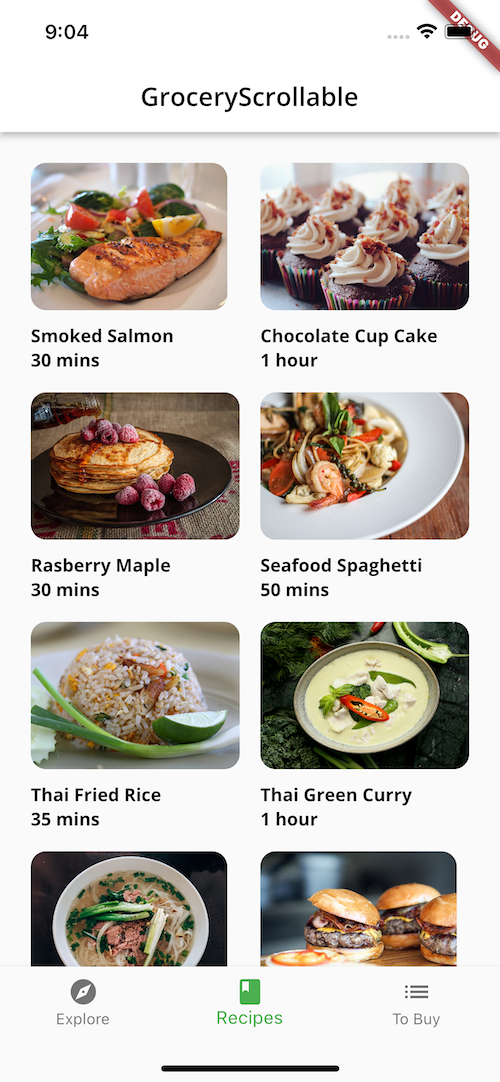 9:04
DEBUG
GroceryScrollable
Smoked Salmon
30 mins
Chocolate Cup Cake
1 hour
Rasberry Maple
30 mins
Seafood Spaghetti
50 mins
Thai Fried Rice
35 mins
Thai Green Curry
1 hour
Explore
Recipes
To Buy